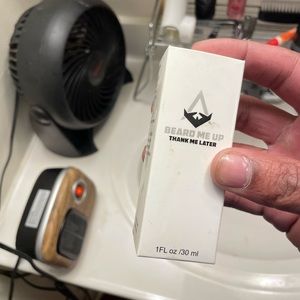 BEARD ME UP
THANK ME LATER
1FL oz /30 ml